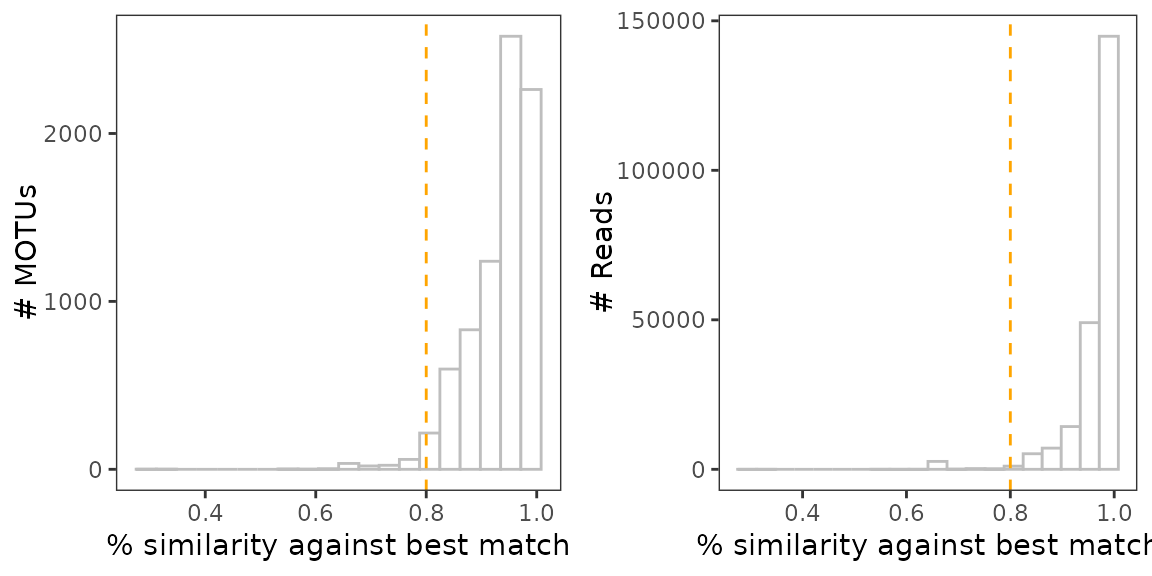 # MOTUs
2000
1000
0
0.4 0.6 0.8 1.0
% similarity against best match
# Reads
150000
100000
50000
0
0.4 0.6 0.8 1.0
% similarity against best matc